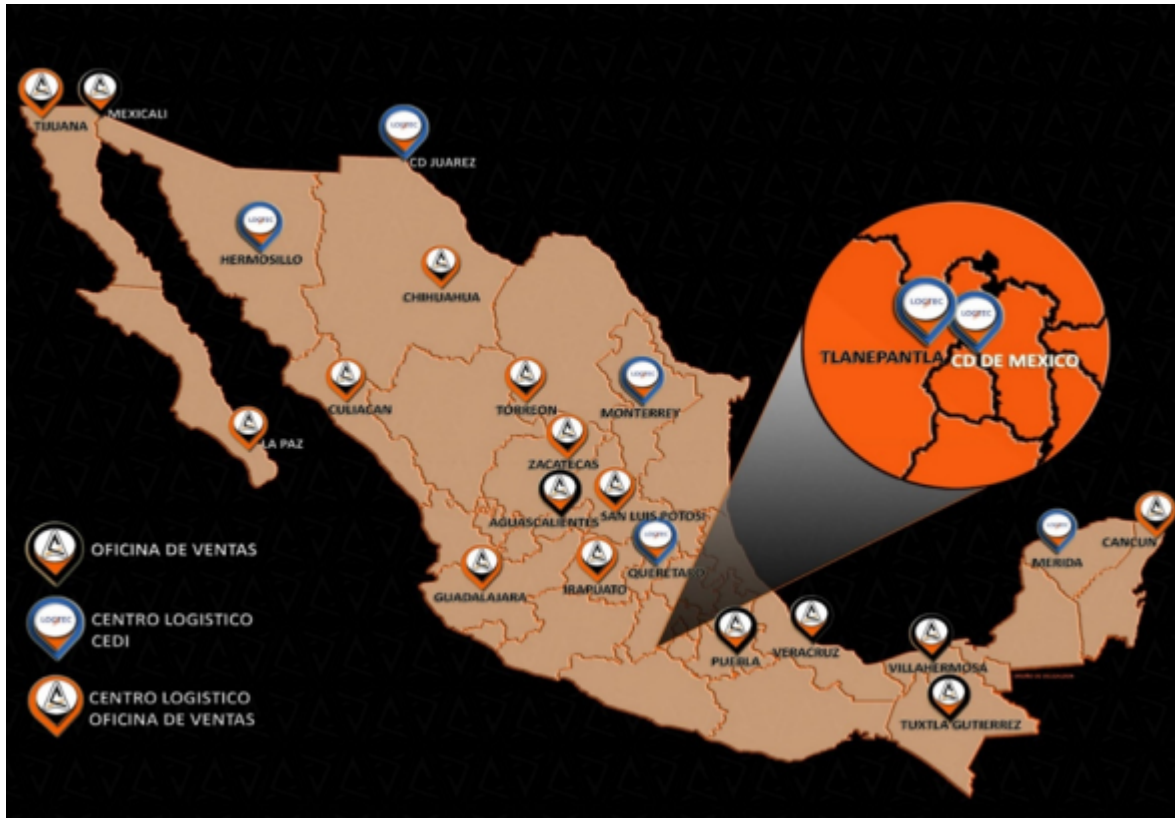 TIJUANA
MEXICALI
CD JUAREZ
HERMOSILLO
CHIHUAHUA
CULIACAN
TORREON
MONTERREY
LA PAZ
ZACATECAS
AGUASCALIENTES
SAN LUIS POTOSI
GUADALAJARA
IRAPUATO
QUERETARO
TLANEPANTLA
CD DE MEXICO
LOGTEC
LOGTEC
MERIDA
CANCUN
PUEBLA
VERACRUZ
VILLAHERMOSA
TUXTLA GUTIERREZ
OFICINA DE VENTAS
CENTRO LOGISTICO
CEDI
CENTRO LOGISTICO
OFICINA DE VENTAS